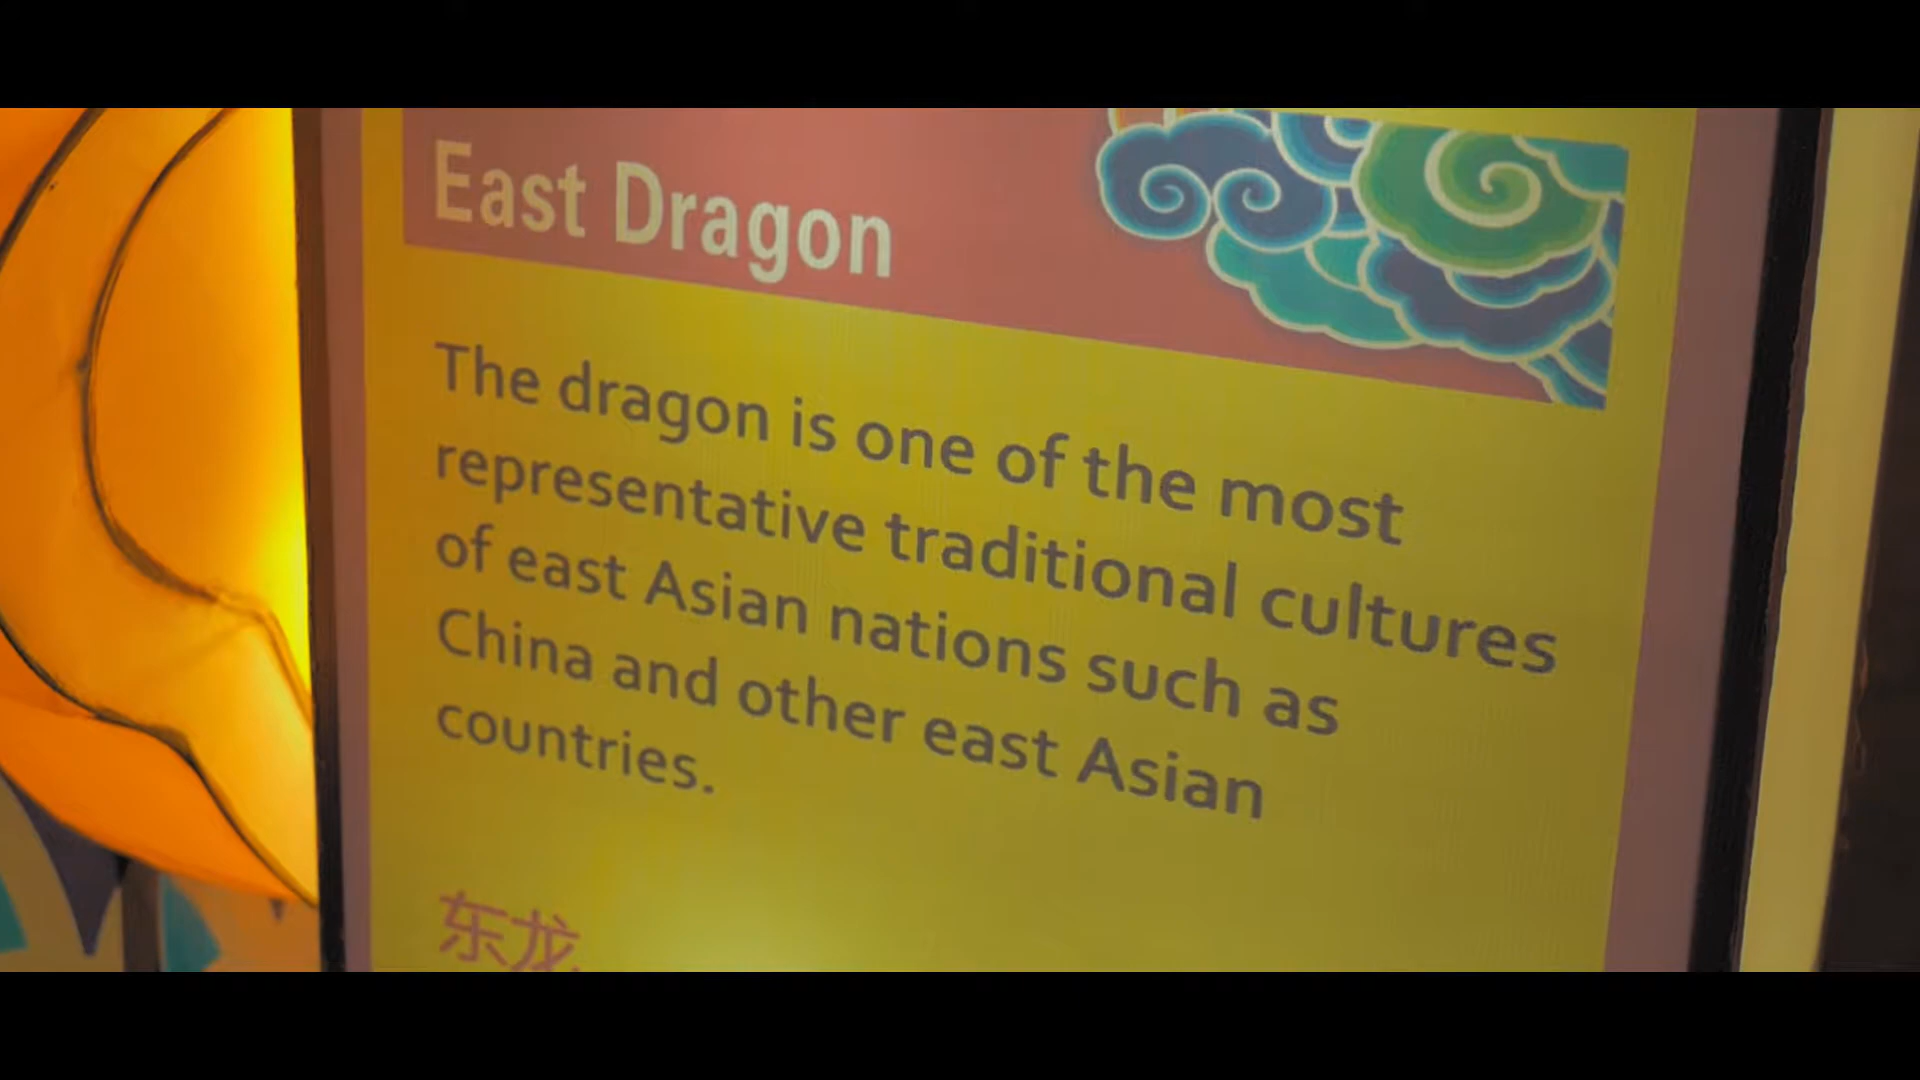 East Dragon
The dragon is one of the most
representative traditional cultures
of east Asian nations such as
China and other east Asian
countries.
东龙